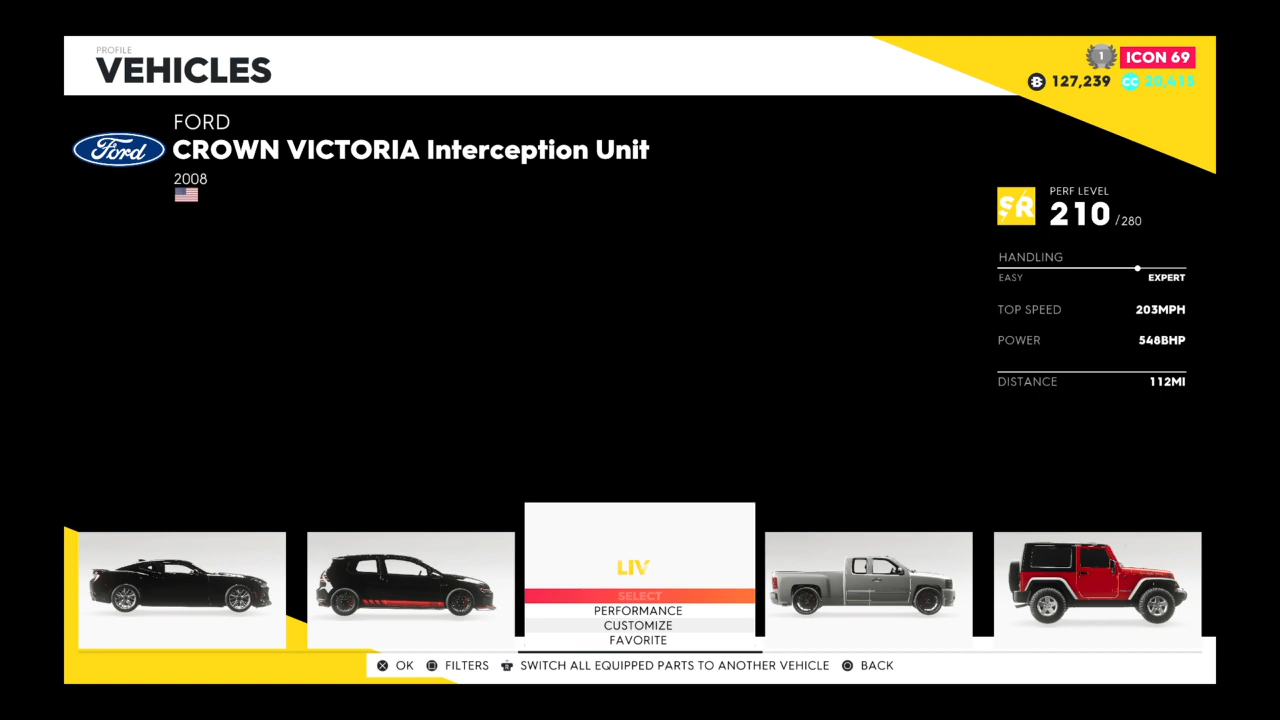 PROFILE
VEHICLES
1
ICON 69
127,239
CC 20,415
FORD
Ford
CROWN VICTORIA Interception Unit
2008
SR
PERF LEVEL
210 /280
HANDLING
EASY EXPERT
TOP SPEED 203MPH
POWER 548BHP
DISTANCE 112MI
LIV
SELECT
PERFORMANCE
CUSTOMIZE
FAVORITE
OK FILTERS R SWITCH ALL EQUIPPED PARTS TO ANOTHER VEHICLE BACK